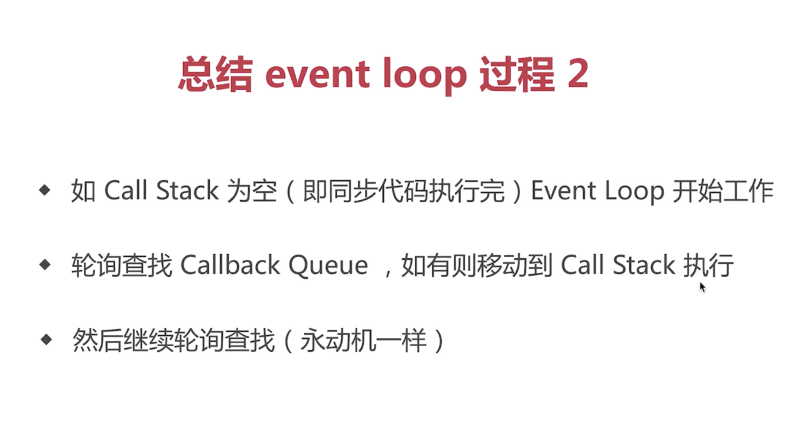 总结 event loop 过程 2
◆ 如 Call Stack 为空（即同步代码执行完）Event Loop 开始工作
◆ 轮询查找 Callback Queue ，如有则移动到 Call Stack 执行
◆ 然后继续轮询查找（永动机一样）